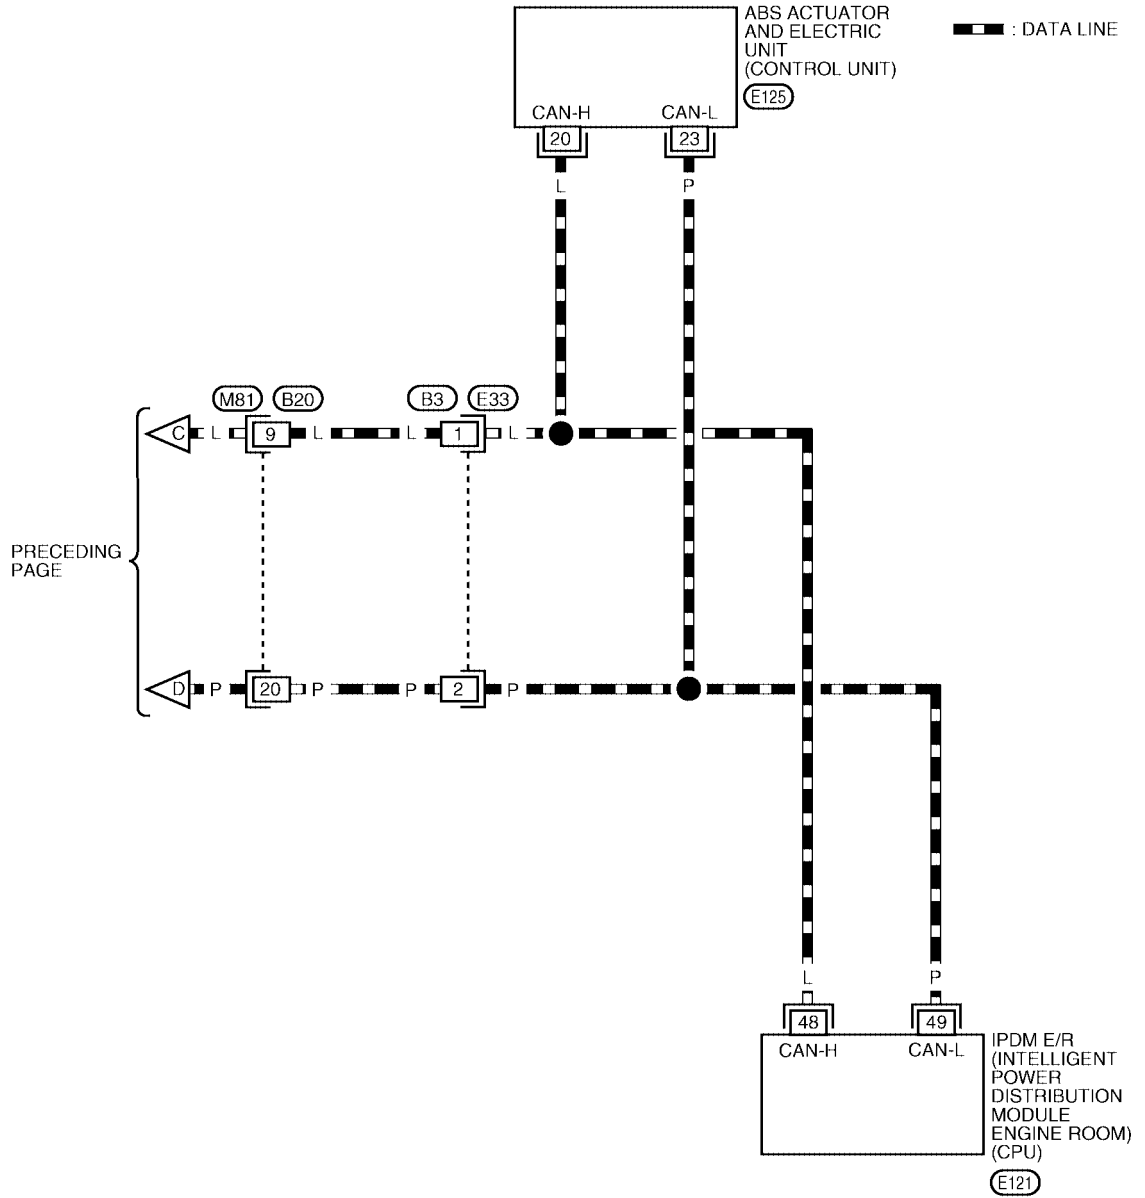 ABS ACTUATOR
AND ELECTRIC
UNIT
(CONTROL UNIT)
E125
: DATA LINE
CAN-H CAN-L
20 23
L P
M81 B20 B3 E33
C L 9 L L 1 L
PRECEDING
PAGE
D P 20 P P 2 P
L P
48 49
CAN-H CAN-L
IPDM E/R
(INTELLIGENT
POWER
DISTRIBUTION
MODULE
ENGINE ROOM)
(CPU)
E121